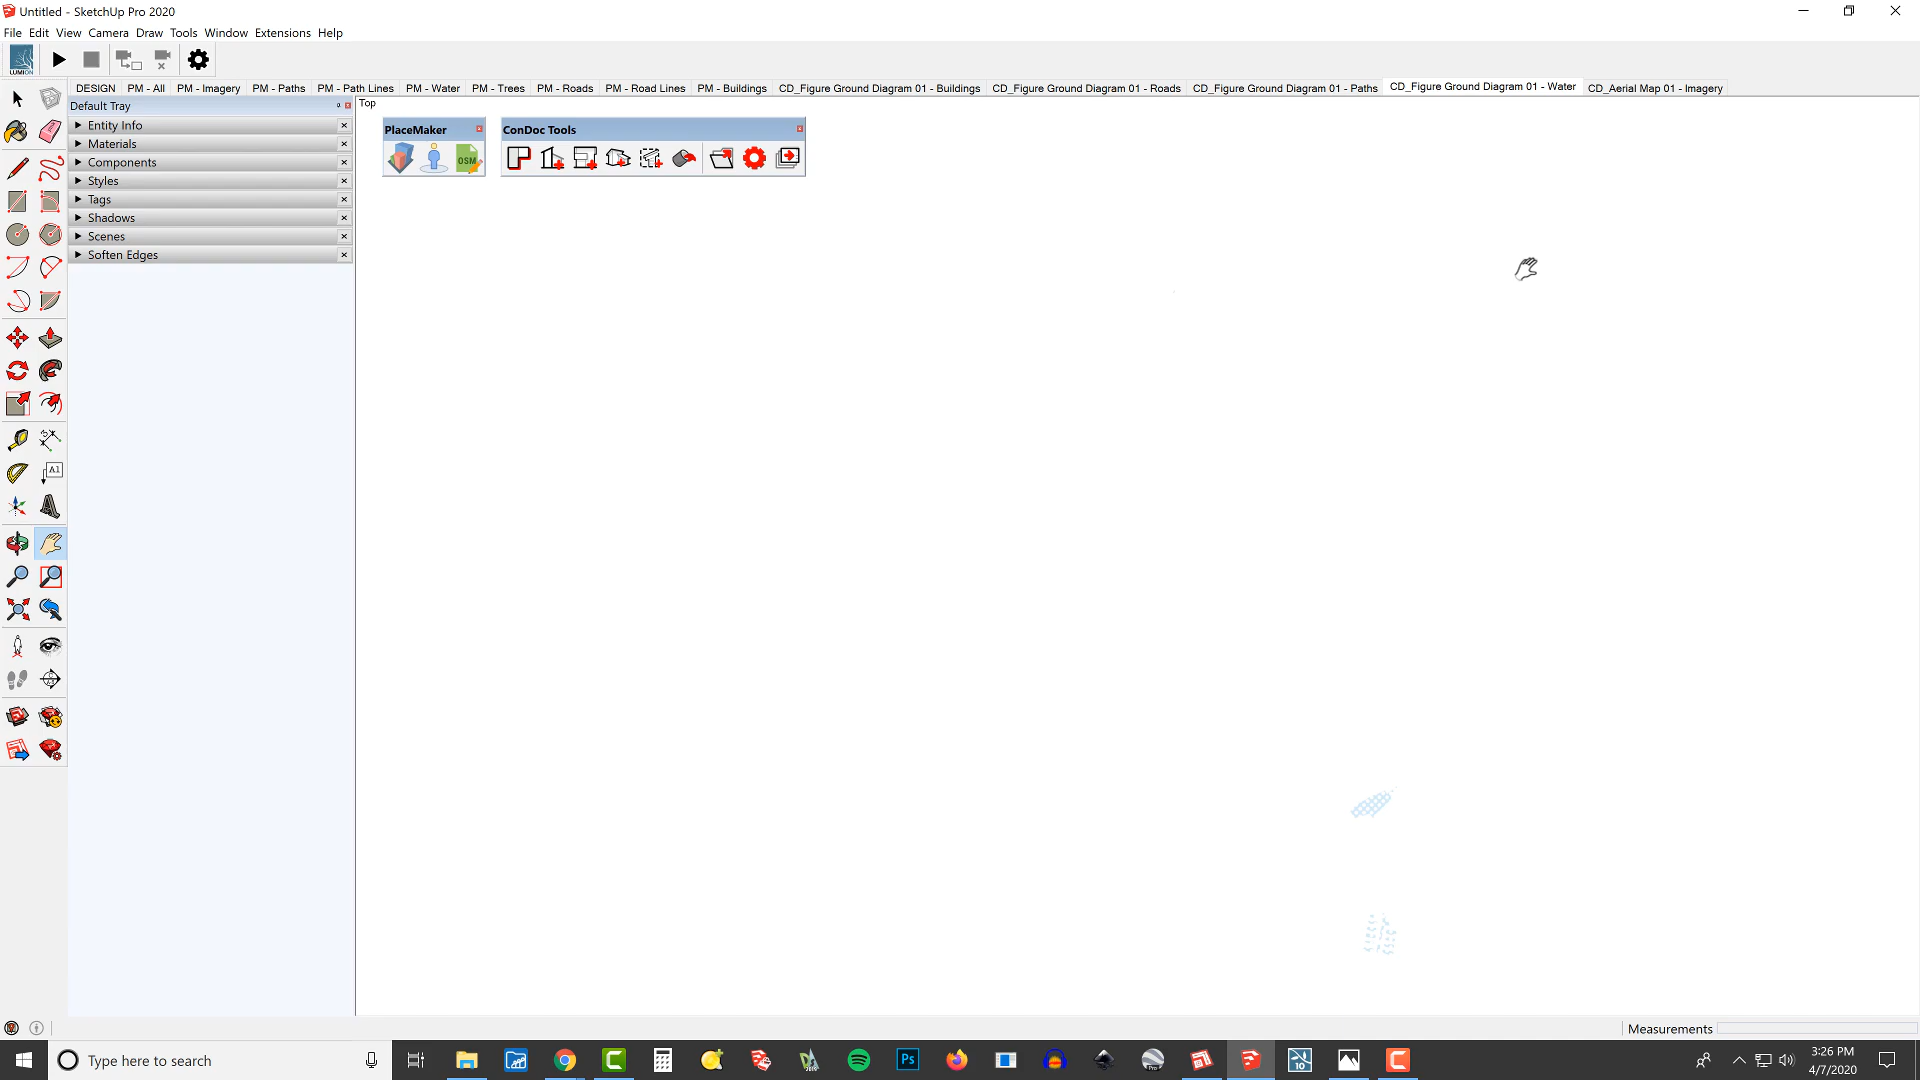 Untitled - SketchUp Pro 2020
File Edit View Camera Draw Tools Window Extensions Help
LUMION
DESIGN PM - All PM - Imagery PM - Paths PM - Path Lines PM - Water PM - Trees PM - Roads PM - Road Lines PM - Buildings CD_Figure Ground Diagram 01 - Buildings CD_Figure Ground Diagram 01 - Roads CD_Figure Ground Diagram 01 - Paths CD_Figure Ground Diagram 01 - Water CD_Aerial Map 01 - Imagery
Default Tray
Top
Entity Info
Materials
Components
Styles
Tags
Shadows
Scenes
Soften Edges
PlaceMaker
OSM
ConDoc Tools
A1
Measurements
Type here to search
Ps
10
3:26 PM
4/7/2020